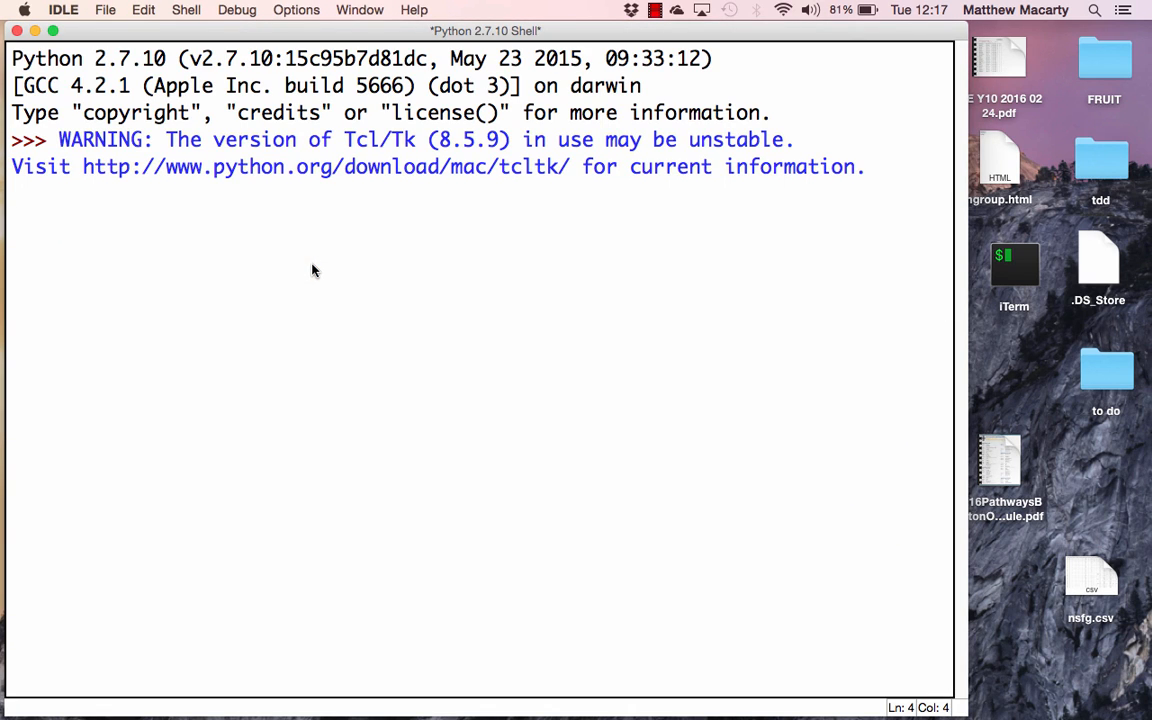 IDLE File Edit Shell Debug Options Window Help 81% Tue 12:17 Matthew Macarty
*Python 2.7.10 Shell*
Python 2.7.10 (v2.7.10:15c95b7d81dc, May 23 2015, 09:33:12)
[GCC 4.2.1 (Apple Inc. build 5666) (dot 3)] on darwin
Type "copyright", "credits" or "license()" for more information.
>>> WARNING: The version of Tcl/Tk (8.5.9) in use may be unstable.
Visit http://www.python.org/download/mac/tcltk/ for current information.
Ln: 4 Col: 4
E Y10 2016 02
24.pdf
FRUIT
HTML
ngroup.html
tdd
$
iTerm
.DS_Store
to do
16PathwaysB
tonO...ule.pdf
CSV
nsfg.csv